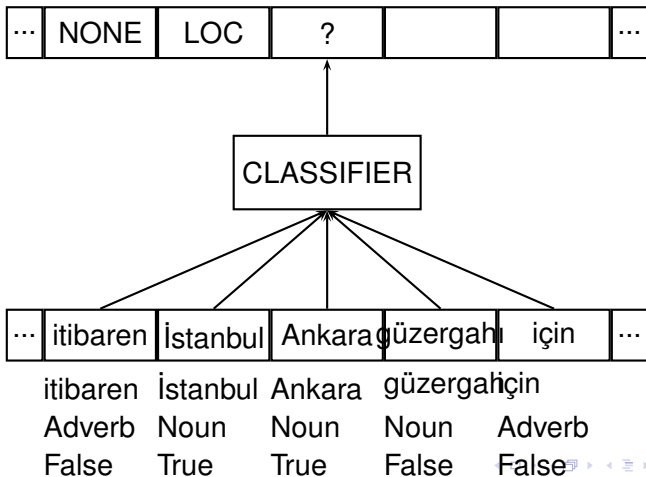 ... NONE LOC ? ...
CLASSIFIER
... itibaren İstanbul Ankara güzergahı için ...
itibaren İstanbul Ankara güzergahı için
Adverb Noun Noun Noun Adverb
False True True False False